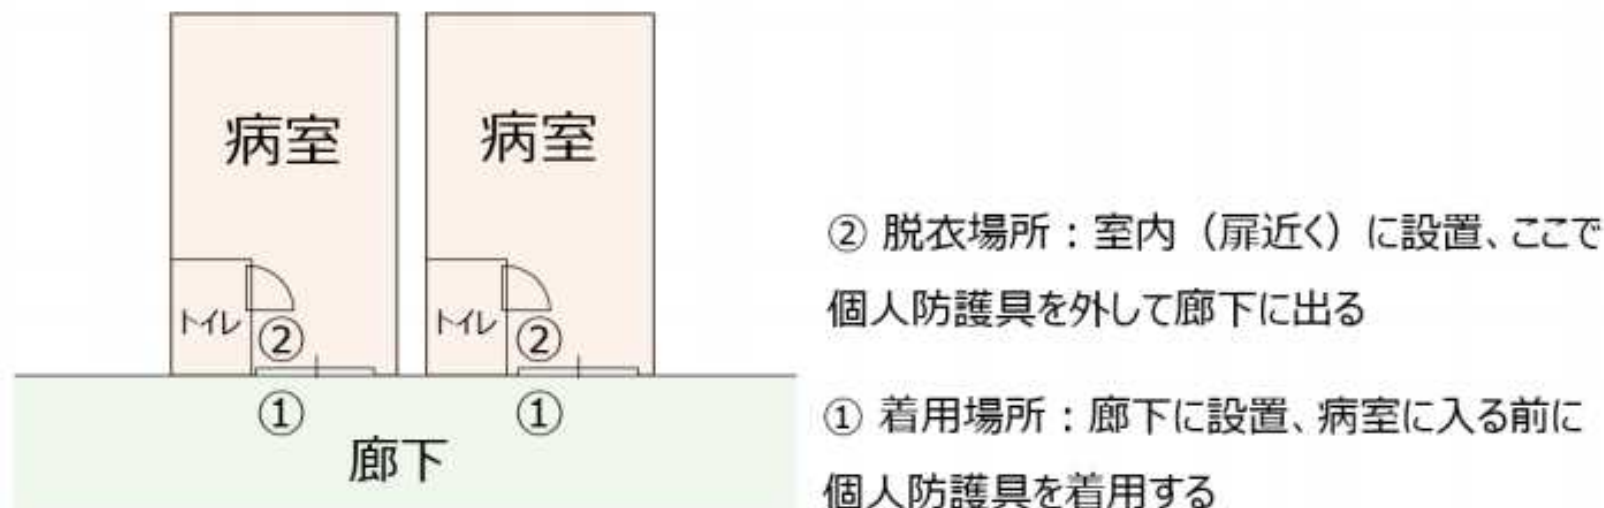 病室
病室
トイレ
トイレ
②
②
①
①
廊下
② 脱衣場所：室内（扉近く）に設置、ここで
個人防護具を外して廊下に出る
① 着用場所：廊下に設置、病室に入る前に
個人防護具を着用する